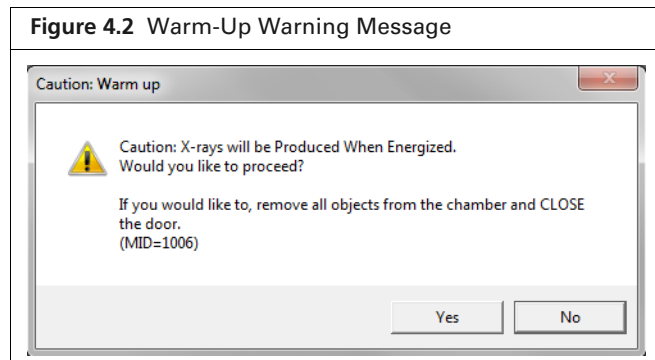 Figure 4.2 Warm-Up Warning Message
Caution: Warm up
Caution: X-rays will be Produced When Energized.
Would you like to proceed?
If you would like to, remove all objects from the chamber and CLOSE
the door.
(MID=1006)
Yes No